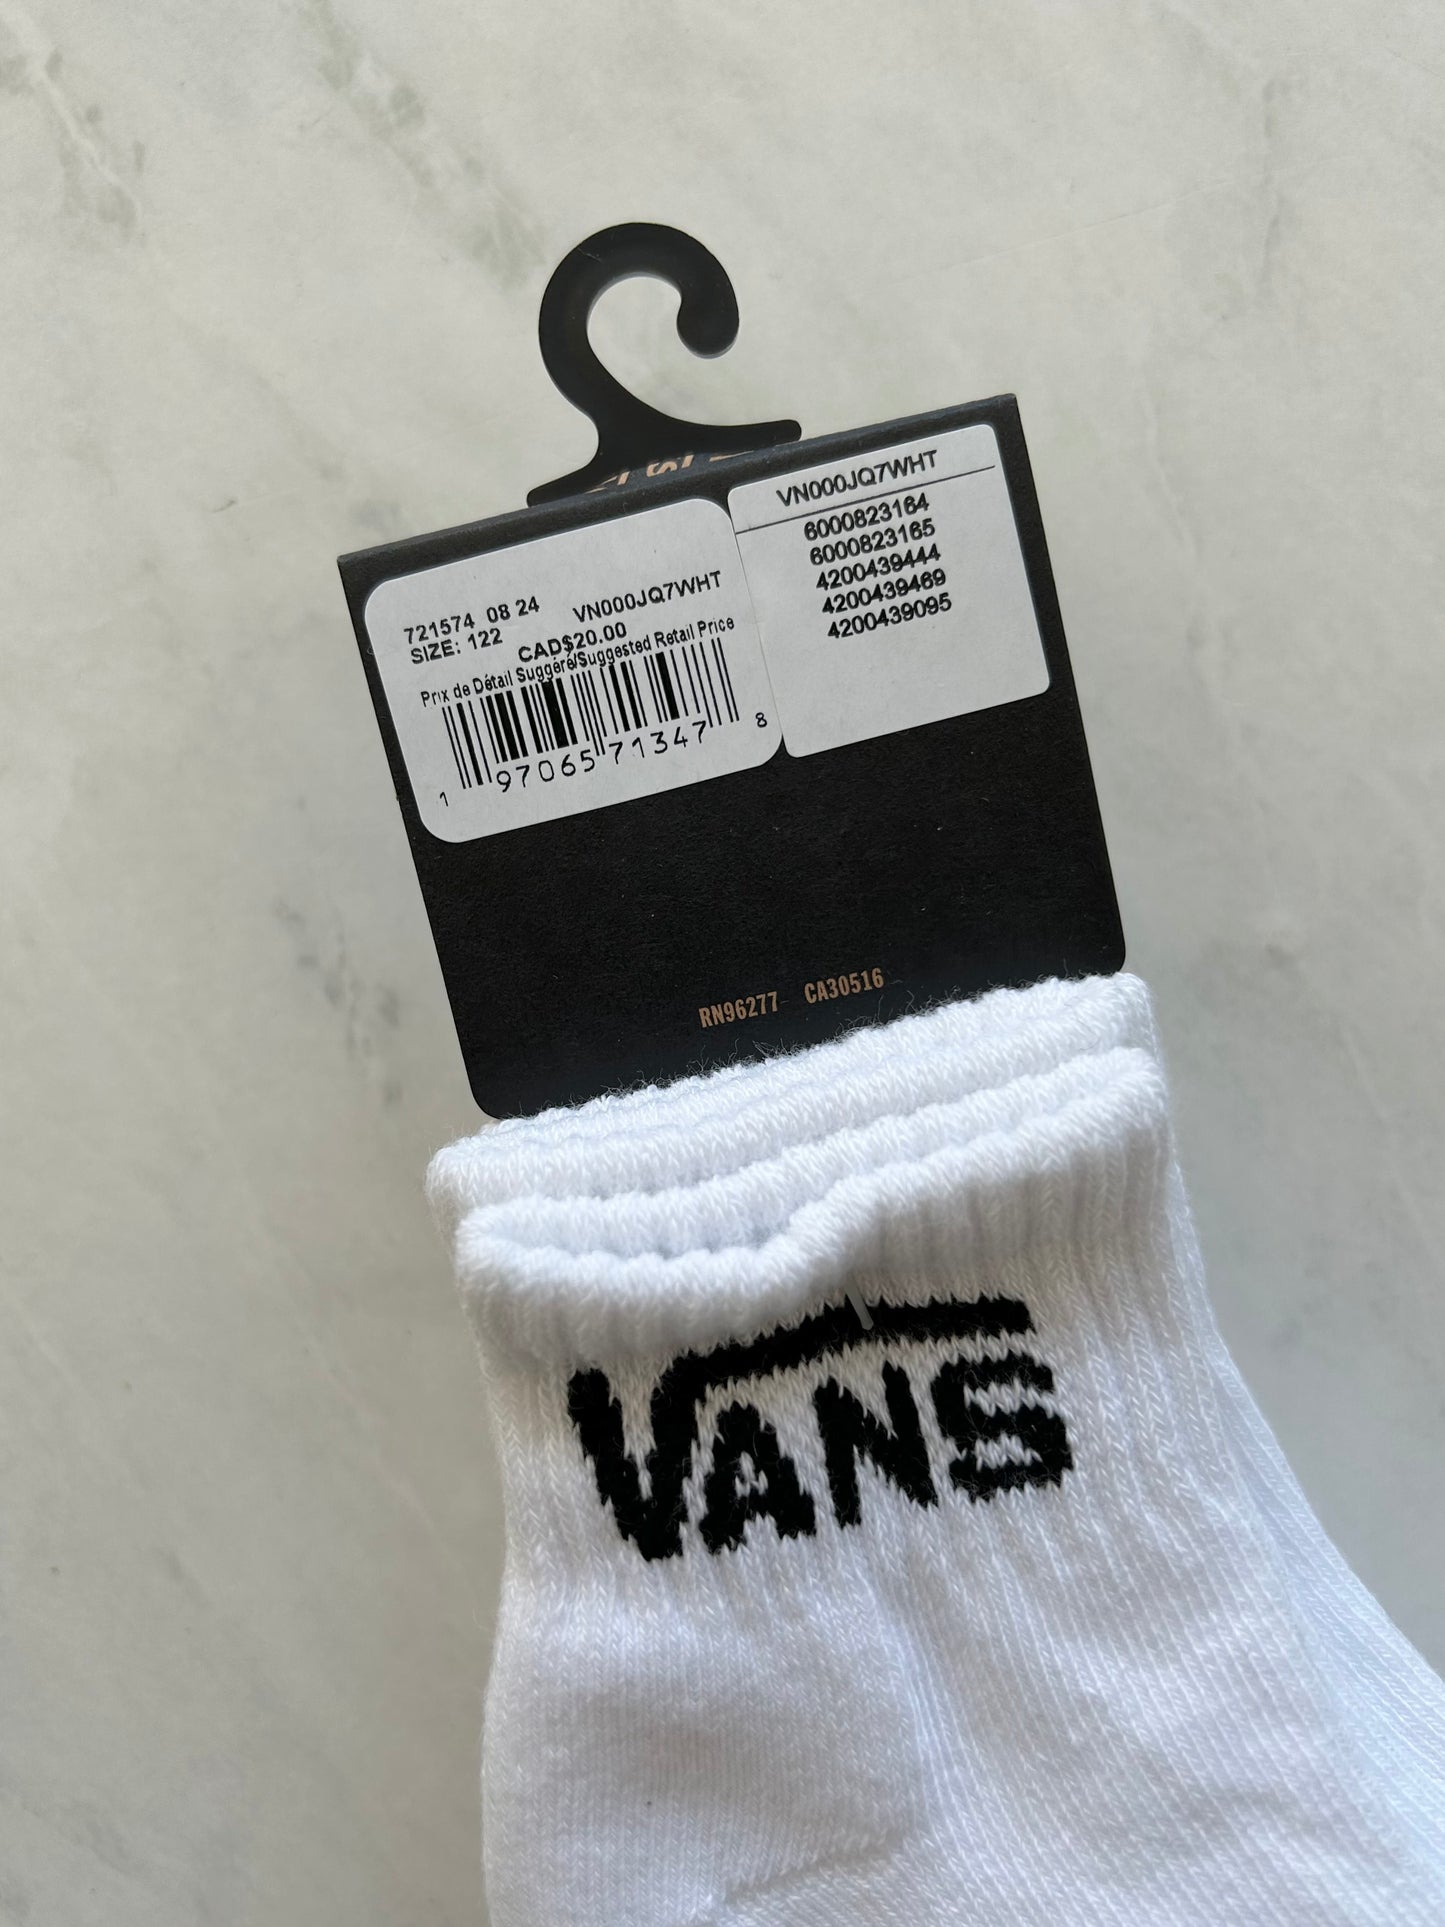 721574 08 24 VN000JQ7WHT
SIZE: 122 CAD$20.00
Prix de Détail Suggéré/Suggested Retail Price
1 97065 71347 8
VN000JQ7WHT
6000823164
6000823165
4200439444
4200439469
4200439095
RN96277 CA30516
VANS